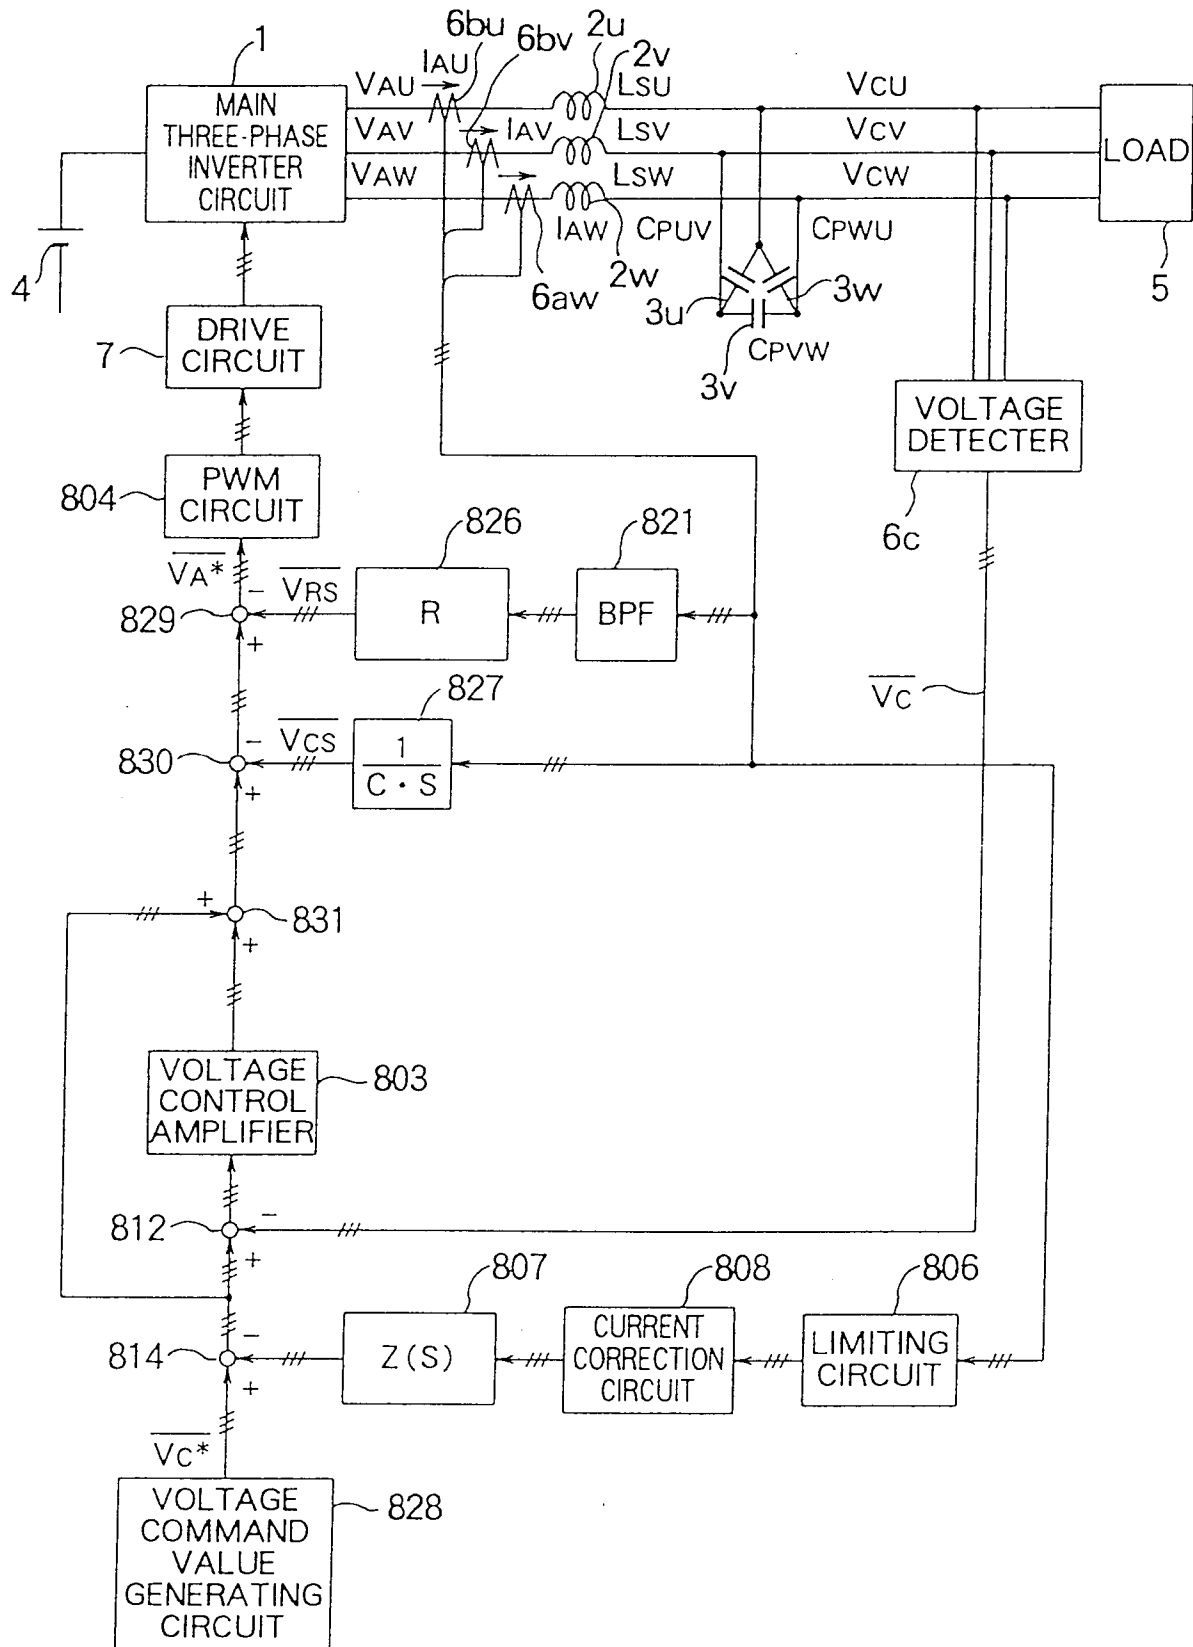 1
6bu
6bv
2u
2v
IAU
VAU
LSU
VCU
MAIN
THREE-PHASE
INVERTER
CIRCUIT
VAV
IAV
LSV
VCV
LOAD
VAW
LSW
VCW
IAW
CPUV
CPWU
4
6aw
2w
3u
3w
5
CPVW
3v
7
DRIVE
CIRCUIT
VOLTAGE
DETECTER
6c
804
PWM
CIRCUIT
826
821
VA*
VRS
R
BPF
829
−
+
827
VC
VCS
1
C · S
830
−
+
+
831
+
VOLTAGE
CONTROL
AMPLIFIER
803
812
−
+
807
808
806
814
−
+
Z(S)
CURRENT
CORRECTION
CIRCUIT
LIMITING
CIRCUIT
VC*
VOLTAGE
COMMAND
VALUE
GENERATING
CIRCUIT
828